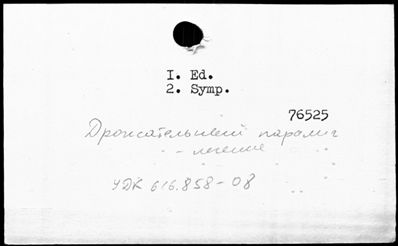 I. Ed.
2. Symp.
76525
Дрожательный паралич
- " - лечение
УДК 616.858-08